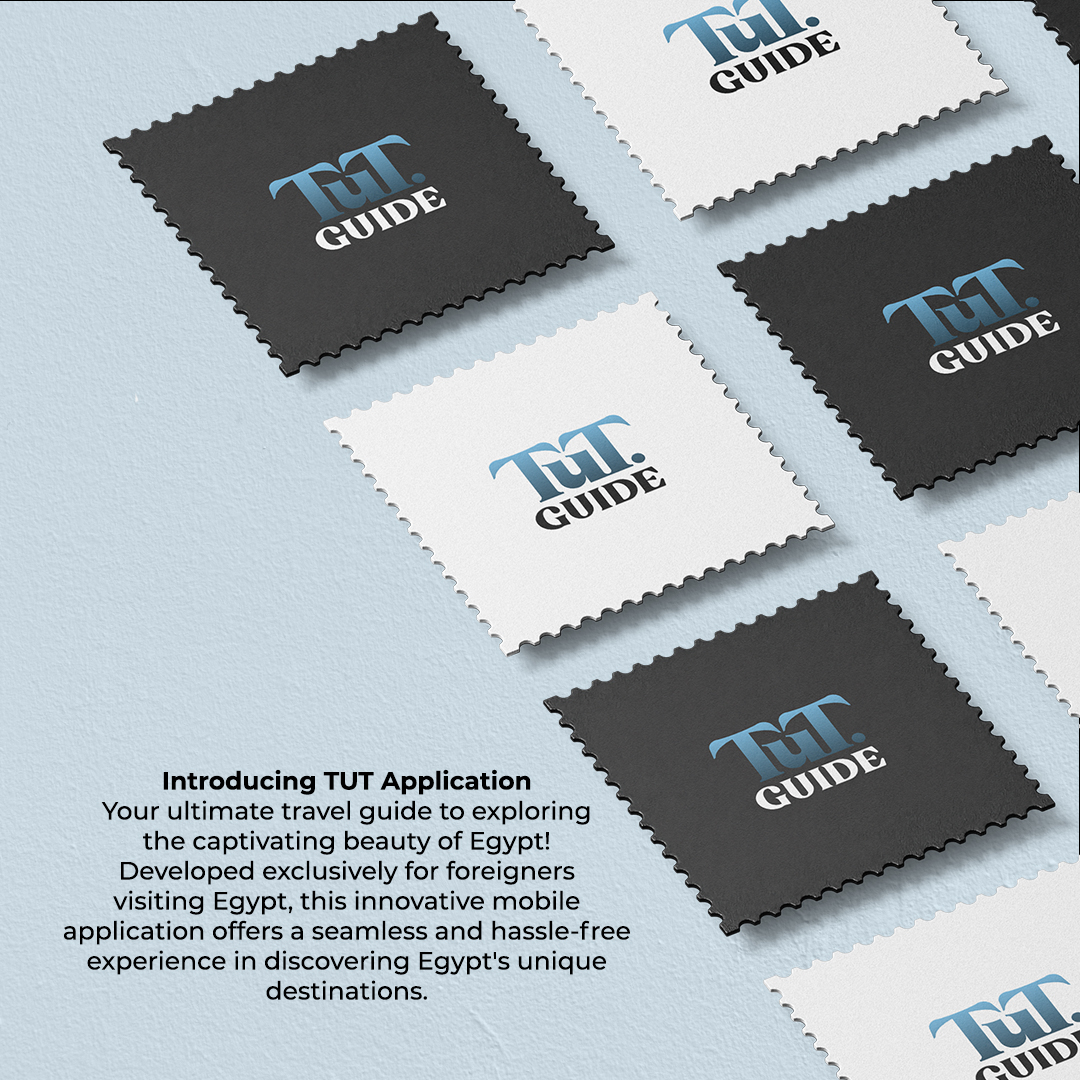 TuT.
GUIDE
TuT.
GUIDE
TuT.
GUIDE
TuT.
GUIDE
TuT.
GUIDE
Introducing TUT Application
Your ultimate travel guide to exploring
the captivating beauty of Egypt!
Developed exclusively for foreigners
visiting Egypt, this innovative mobile
application offers a seamless and hassle-free
experience in discovering Egypt's unique
destinations.
TuT.
GUIDE